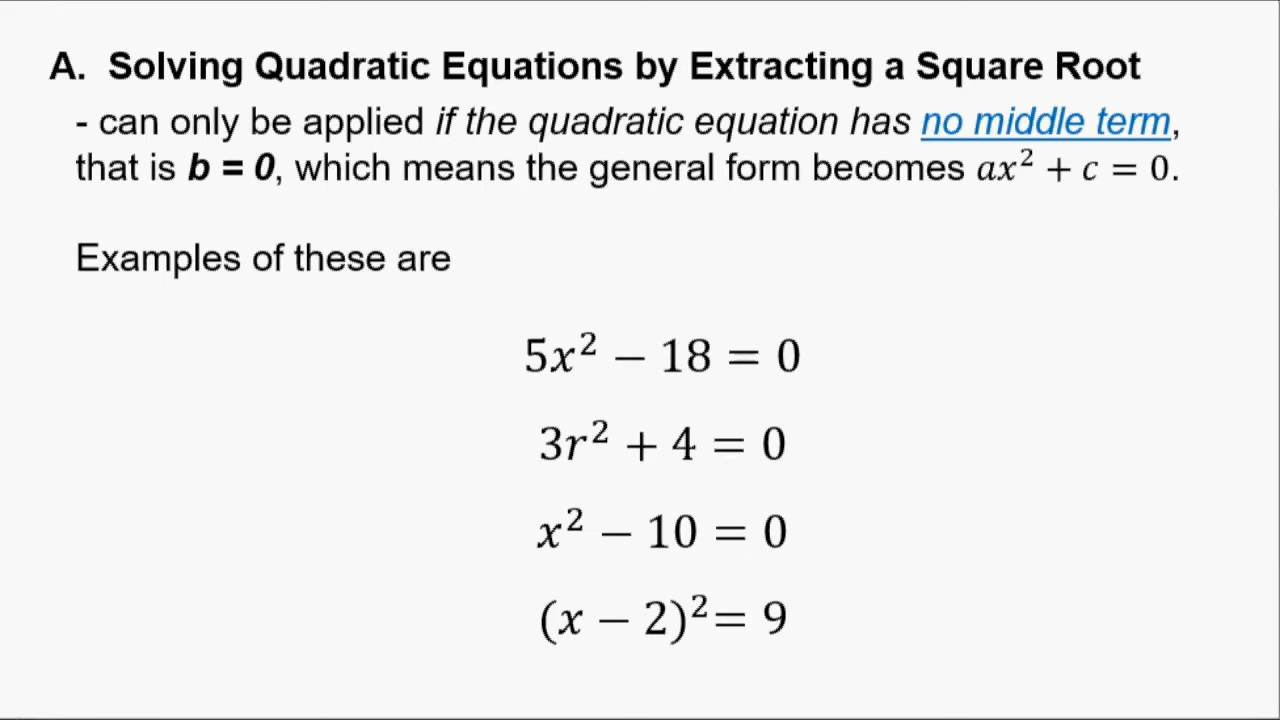 A. Solving Quadratic Equations by Extracting a Square Root
- can only be applied if the quadratic equation has no middle term,
that is b = 0, which means the general form becomes ax² + c = 0.
Examples of these are
5x² − 18 = 0
3r² + 4 = 0
x² − 10 = 0
(x − 2)²= 9